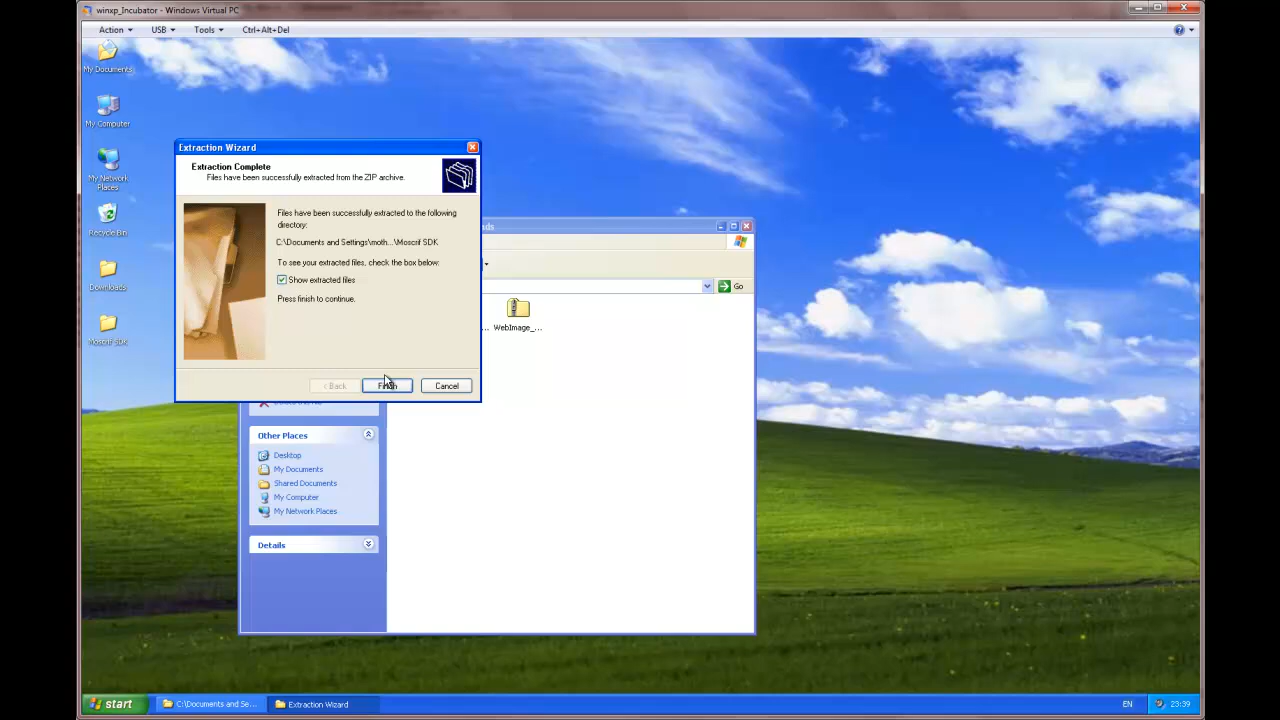 winxp_Incubator - Windows Virtual PC
Action USB Tools Ctrl+Alt+Del
My Documents
My Computer
My Network
Places
Recycle Bin
Downloads
Moscrif SDK
Extraction Wizard
Extraction Complete
Files have been successfully extracted from the ZIP archive.
Files have been successfully extracted to the following
directory:
C:\Documents and Settings\moth...\Moscrif SDK
To see your extracted files, check the box below:
Show extracted files
Press finish to continue.
< Back Finish Cancel
Go
WebImage_...
Other Places
Desktop
My Documents
Shared Documents
My Computer
My Network Places
Details
start C:\Documents and Se... Extraction Wizard EN 23:39